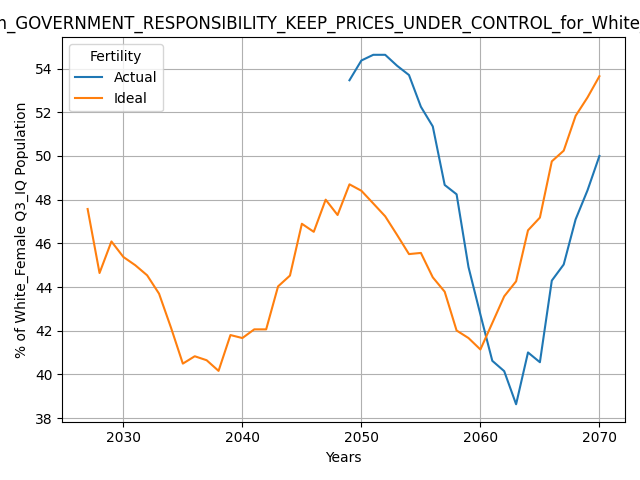 n_GOVERNMENT_RESPONSIBILITY_KEEP_PRICES_UNDER_CONTROL_for_White
Fertility
Actual
Ideal
% of White_Female Q3_IQ Population
54
52
50
48
46
44
42
40
38
2030
2040
2050
2060
2070
Years